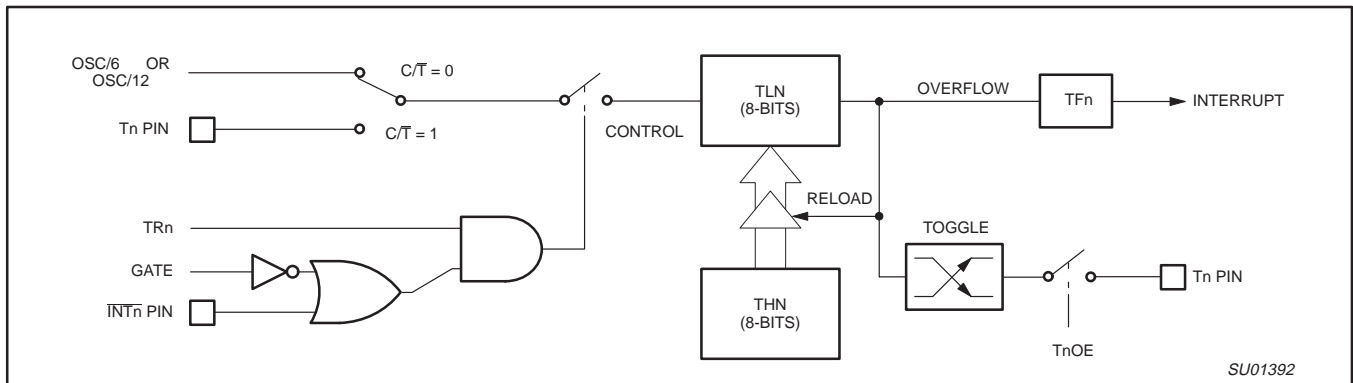 OSC/6 OR
OSC/12
C/T̅ = 0
Tn PIN
C/T̅ = 1
CONTROL
TLN
(8-BITS)
OVERFLOW
TFn
INTERRUPT
RELOAD
TOGGLE
TRn
GATE
I̅N̅T̅n̅ PIN
THN
(8-BITS)
Tn PIN
TnOE
SU01392